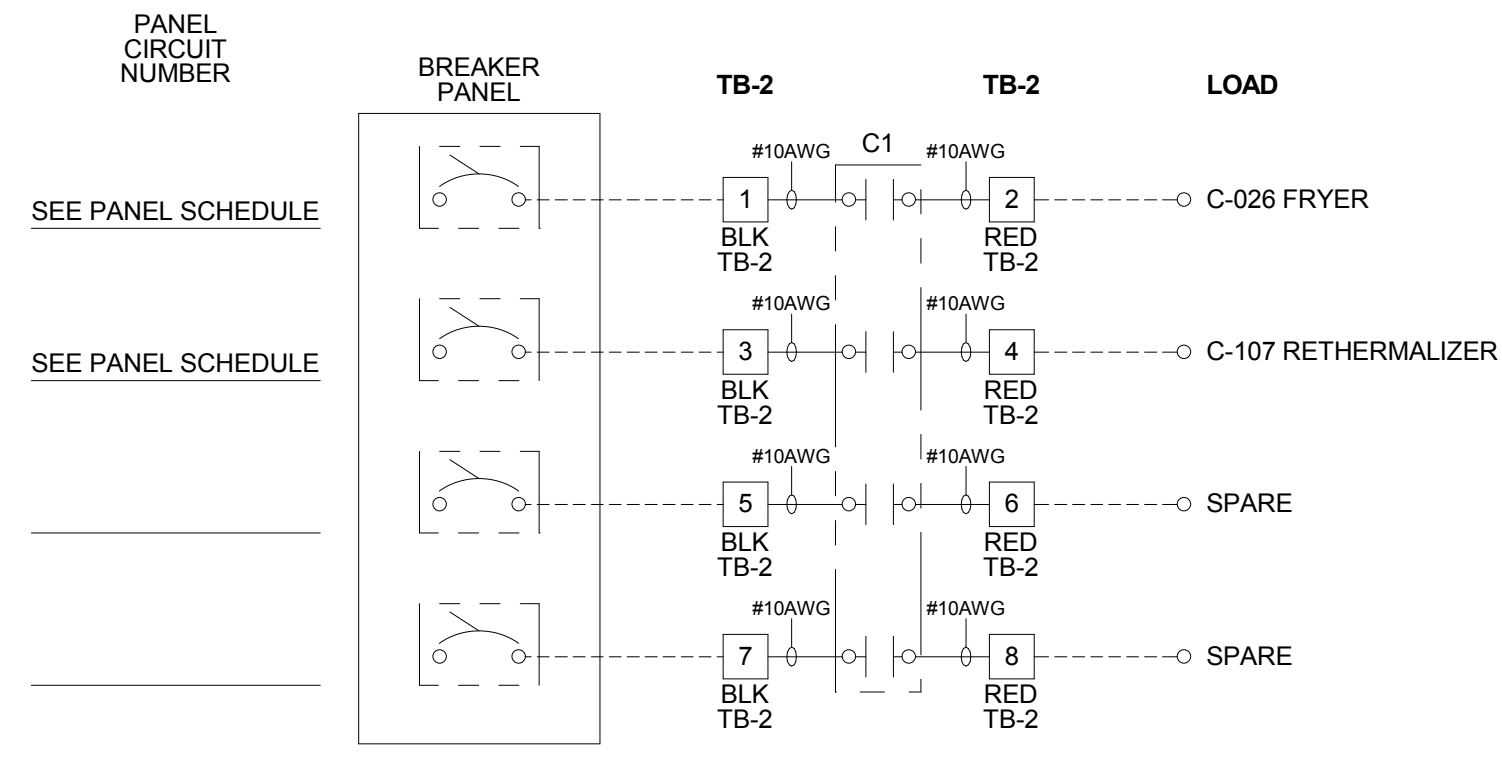 PANEL
CIRCUIT
NUMBER
BREAKER
PANEL
TB-2
TB-2
LOAD
#10AWG
C1
#10AWG
SEE PANEL SCHEDULE
1
2
C-026 FRYER
BLK
TB-2
RED
TB-2
#10AWG
#10AWG
SEE PANEL SCHEDULE
3
4
C-107 RETHERMALIZER
BLK
TB-2
RED
TB-2
#10AWG
#10AWG
5
6
SPARE
BLK
TB-2
RED
TB-2
#10AWG
#10AWG
7
8
SPARE
BLK
TB-2
RED
TB-2